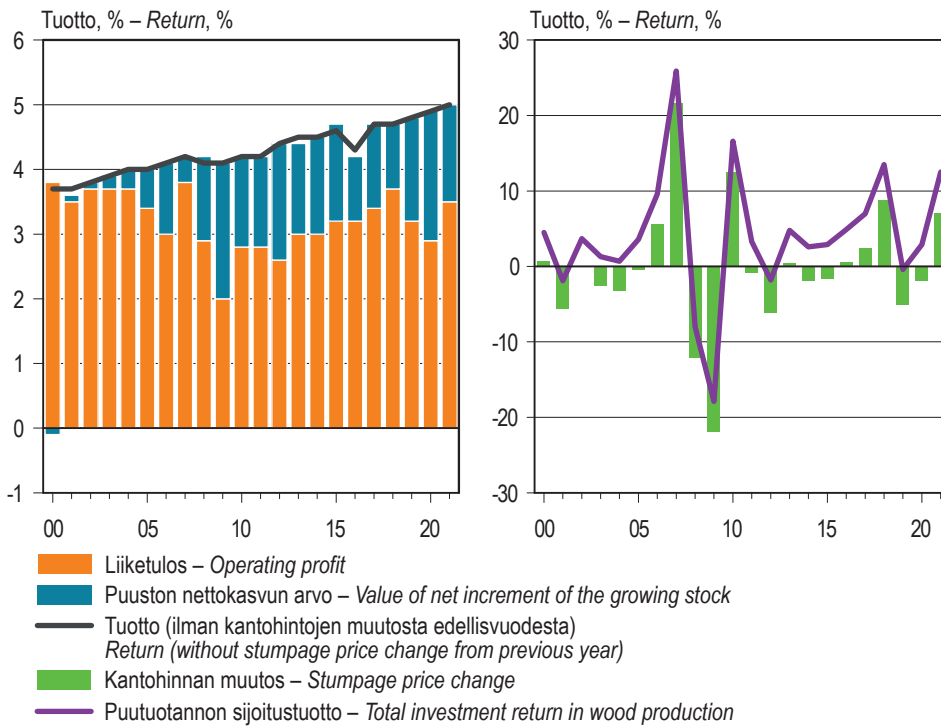 Tuotto, % – Return, %
6
5
4
3
2
1
0
-1
00 05 10 15 20
Tuotto, % – Return, %
30
20
10
0
-10
-20
-30
00 05 10 15 20
Liiketulos – Operating profit
Puuston nettokasvun arvo – Value of net increment of the growing stock
Tuotto (ilman kantohintojen muutosta edellisvuodesta)
Return (without stumpage price change from previous year)
Kantohinnan muutos – Stumpage price change
Puutuotannon sijoitustuotto – Total investment return in wood production